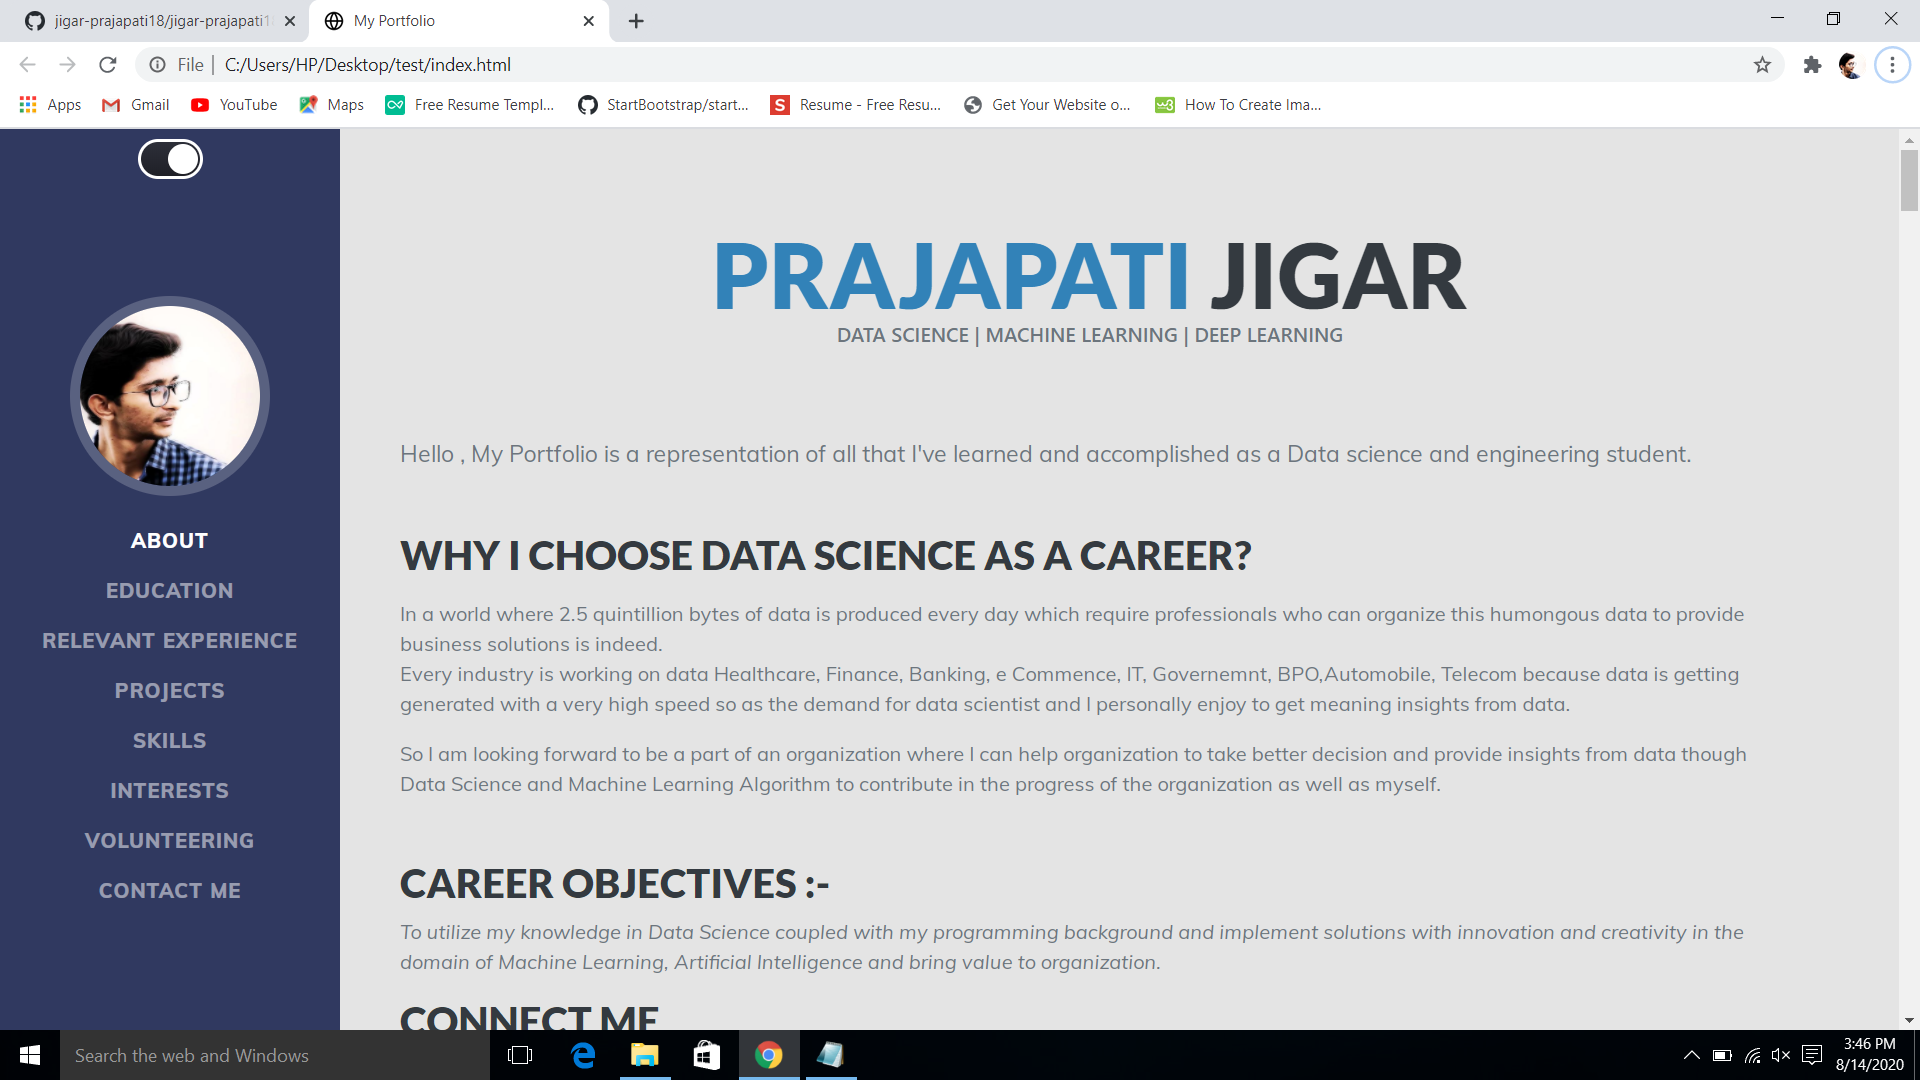 jigar-prajapati18/jigar-prajapati1
My Portfolio
File | C:/Users/HP/Desktop/test/index.html
Apps
Gmail
YouTube
Maps
Free Resume Templ...
StartBootstrap/start...
Resume - Free Resu...
Get Your Website o...
How To Create Ima...
ABOUT
EDUCATION
RELEVANT EXPERIENCE
PROJECTS
SKILLS
INTERESTS
VOLUNTEERING
CONTACT ME
PRAJAPATI JIGAR
DATA SCIENCE | MACHINE LEARNING | DEEP LEARNING
Hello , My Portfolio is a representation of all that I've learned and accomplished as a Data science and engineering student.
WHY I CHOOSE DATA SCIENCE AS A CAREER?
In a world where 2.5 quintillion bytes of data is produced every day which require professionals who can organize this humongous data to provide
business solutions is indeed.
Every industry is working on data Healthcare, Finance, Banking, e Commence, IT, Governemnt, BPO,Automobile, Telecom because data is getting
generated with a very high speed so as the demand for data scientist and I personally enjoy to get meaning insights from data.
So I am looking forward to be a part of an organization where I can help organization to take better decision and provide insights from data though
Data Science and Machine Learning Algorithm to contribute in the progress of the organization as well as myself.
CAREER OBJECTIVES :-
To utilize my knowledge in Data Science coupled with my programming background and implement solutions with innovation and creativity in the
domain of Machine Learning, Artificial Intelligence and bring value to organization.
CONNECT ME
Search the web and Windows
3:46 PM
8/14/2020